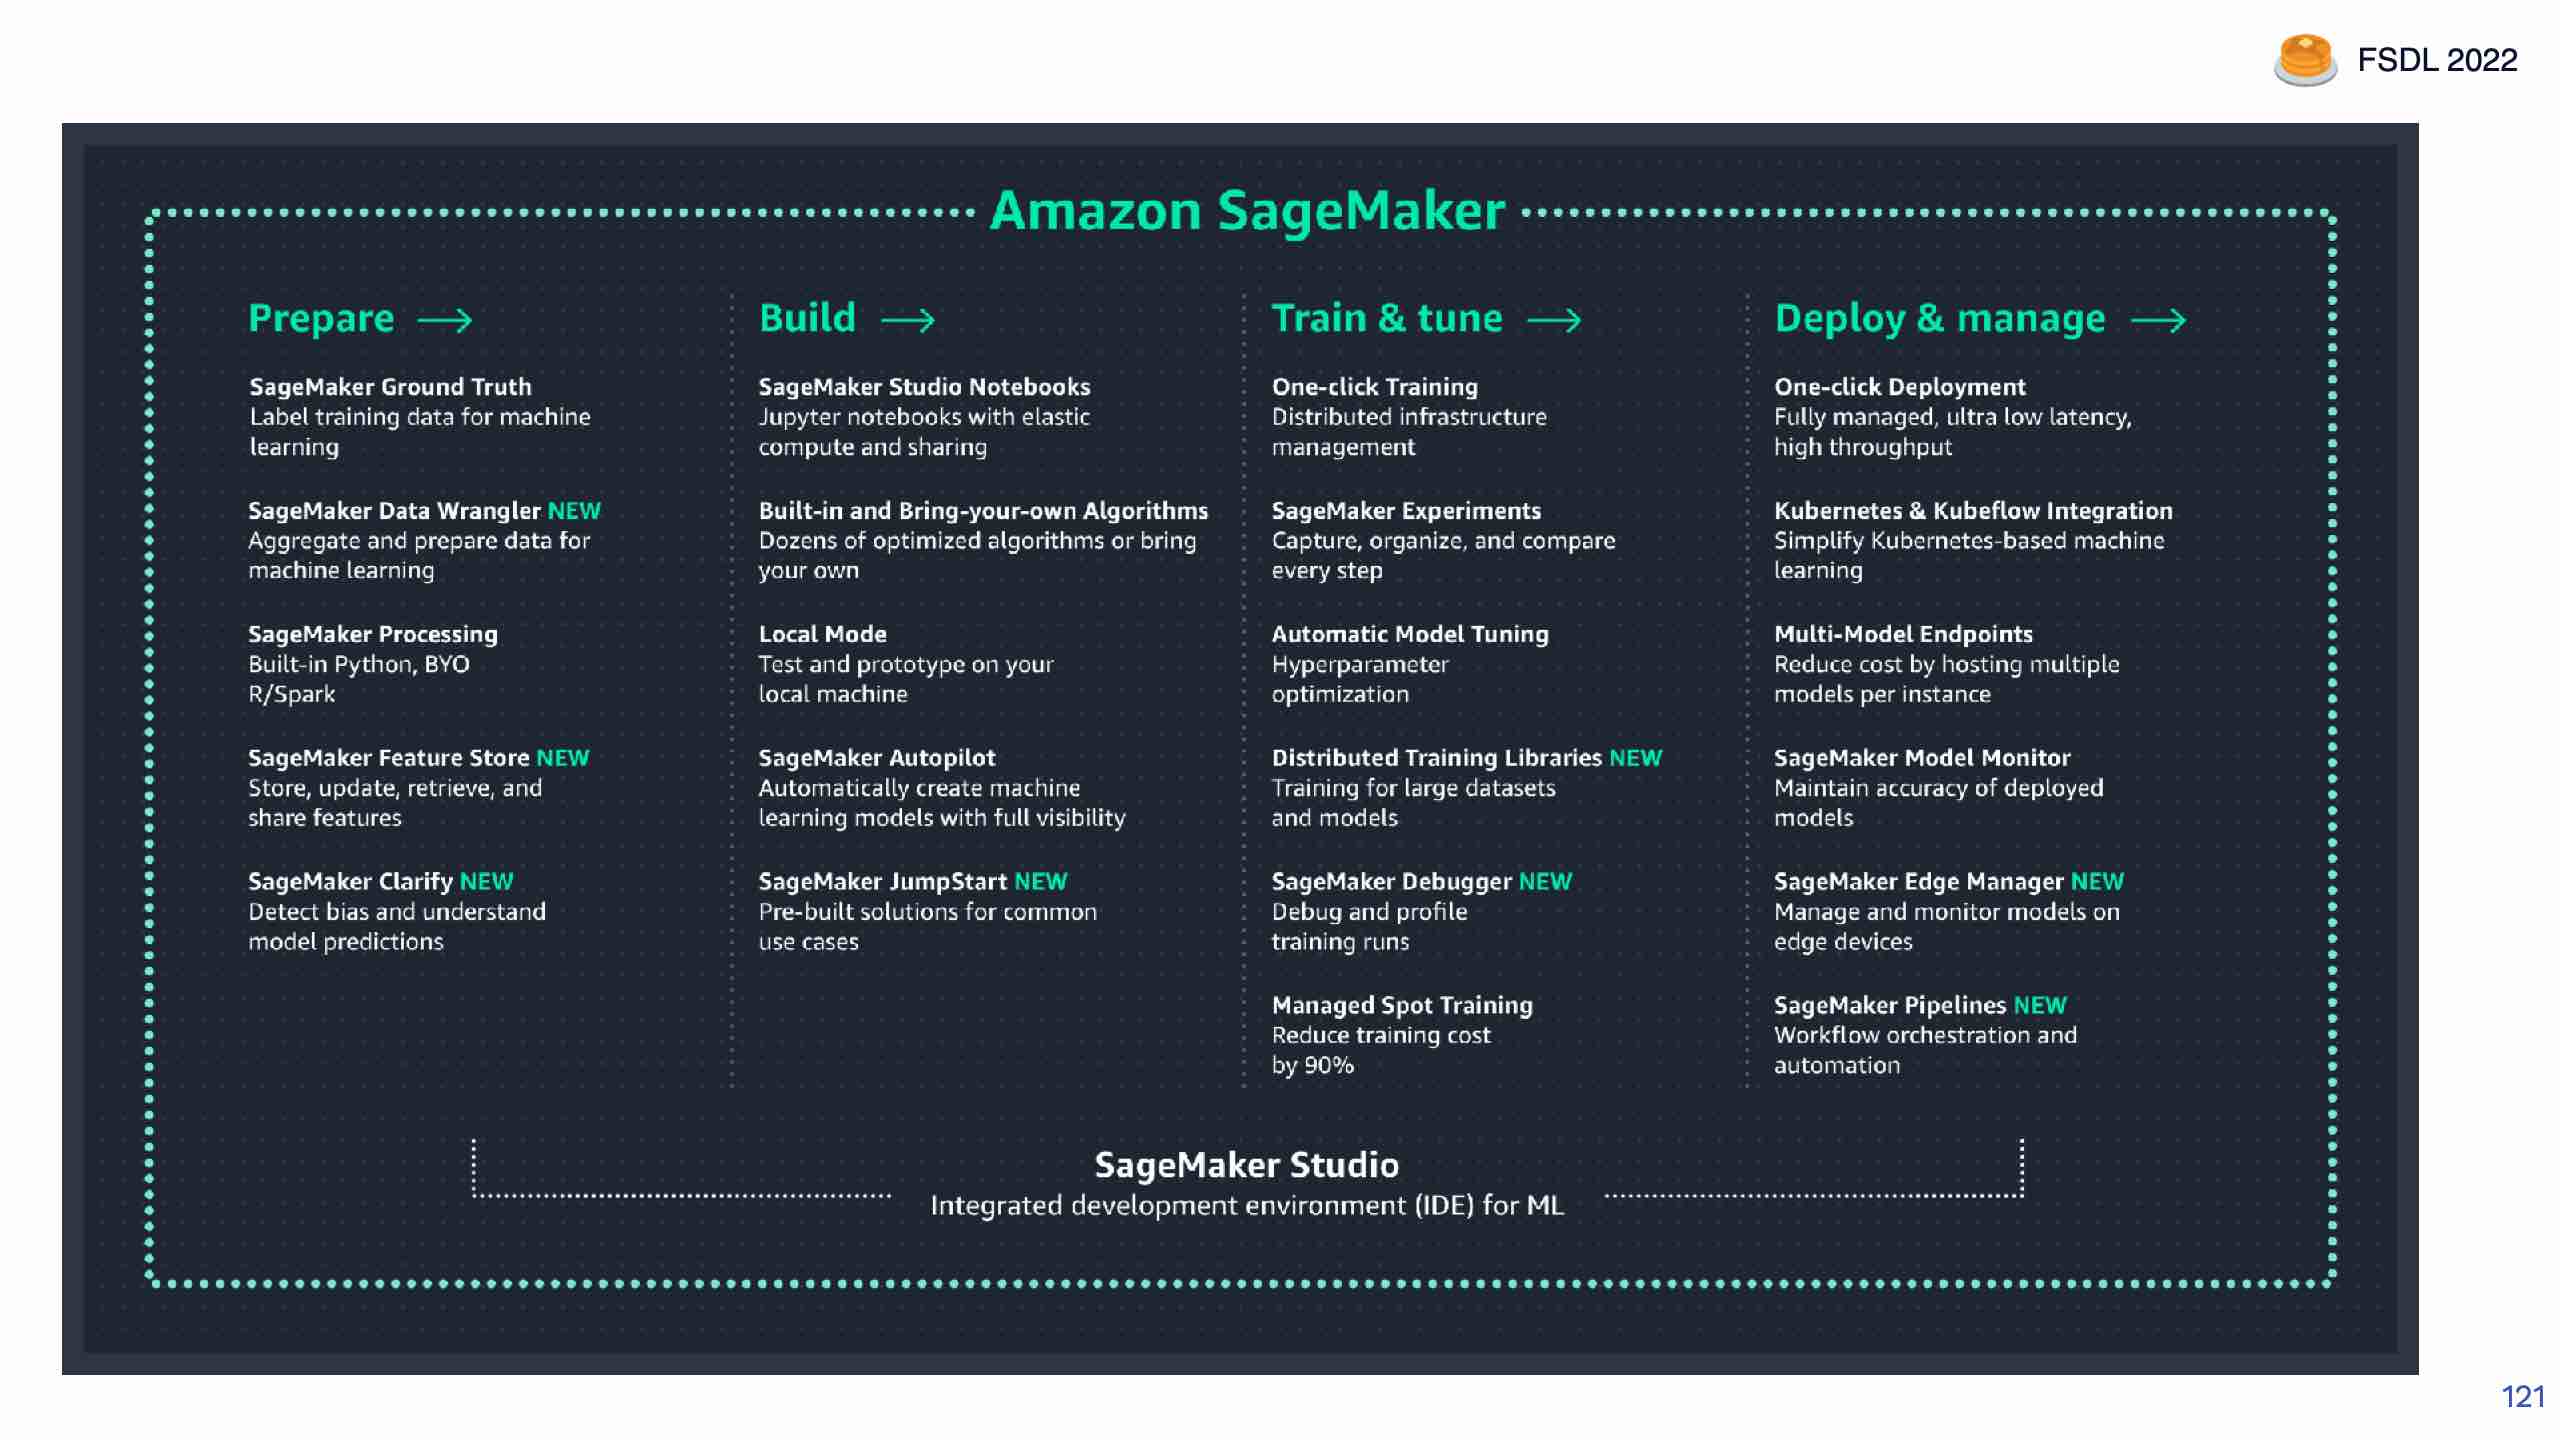 FSDL 2022
Amazon SageMaker
Prepare
SageMaker Ground Truth
Label training data for machine
learning
SageMaker Data Wrangler NEW
Aggregate and prepare data for
machine learning
SageMaker Processing
Built-in Python, BYO
R/Spark
SageMaker Feature Store NEW
Store, update, retrieve, and
share features
SageMaker Clarify NEW
Detect bias and understand
model predictions
Build
SageMaker Studio Notebooks
Jupyter notebooks with elastic
compute and sharing
Built-in and Bring-your-own Algorithms
Dozens of optimized algorithms or bring
your own
Local Mode
Test and prototype on your
local machine
SageMaker Autopilot
Automatically create machine
learning models with full visibility
SageMaker JumpStart NEW
Pre-built solutions for common
use cases
Train & tune
One-click Training
Distributed infrastructure
management
SageMaker Experiments
Capture, organize, and compare
every step
Automatic Model Tuning
Hyperparameter
optimization
Distributed Training Libraries NEW
Training for large datasets
and models
SageMaker Debugger NEW
Debug and profile
training runs
Managed Spot Training
Reduce training cost
by 90%
Deploy & manage
One-click Deployment
Fully managed, ultra low latency,
high throughput
Kubernetes & Kubeflow Integration
Simplify Kubernetes-based machine
learning
Multi-Model Endpoints
Reduce cost by hosting multiple
models per instance
SageMaker Model Monitor
Maintain accuracy of deployed
models
SageMaker Edge Manager NEW
Manage and monitor models on
edge devices
SageMaker Pipelines NEW
Workflow orchestration and
automation
SageMaker Studio
Integrated development environment (IDE) for ML
121